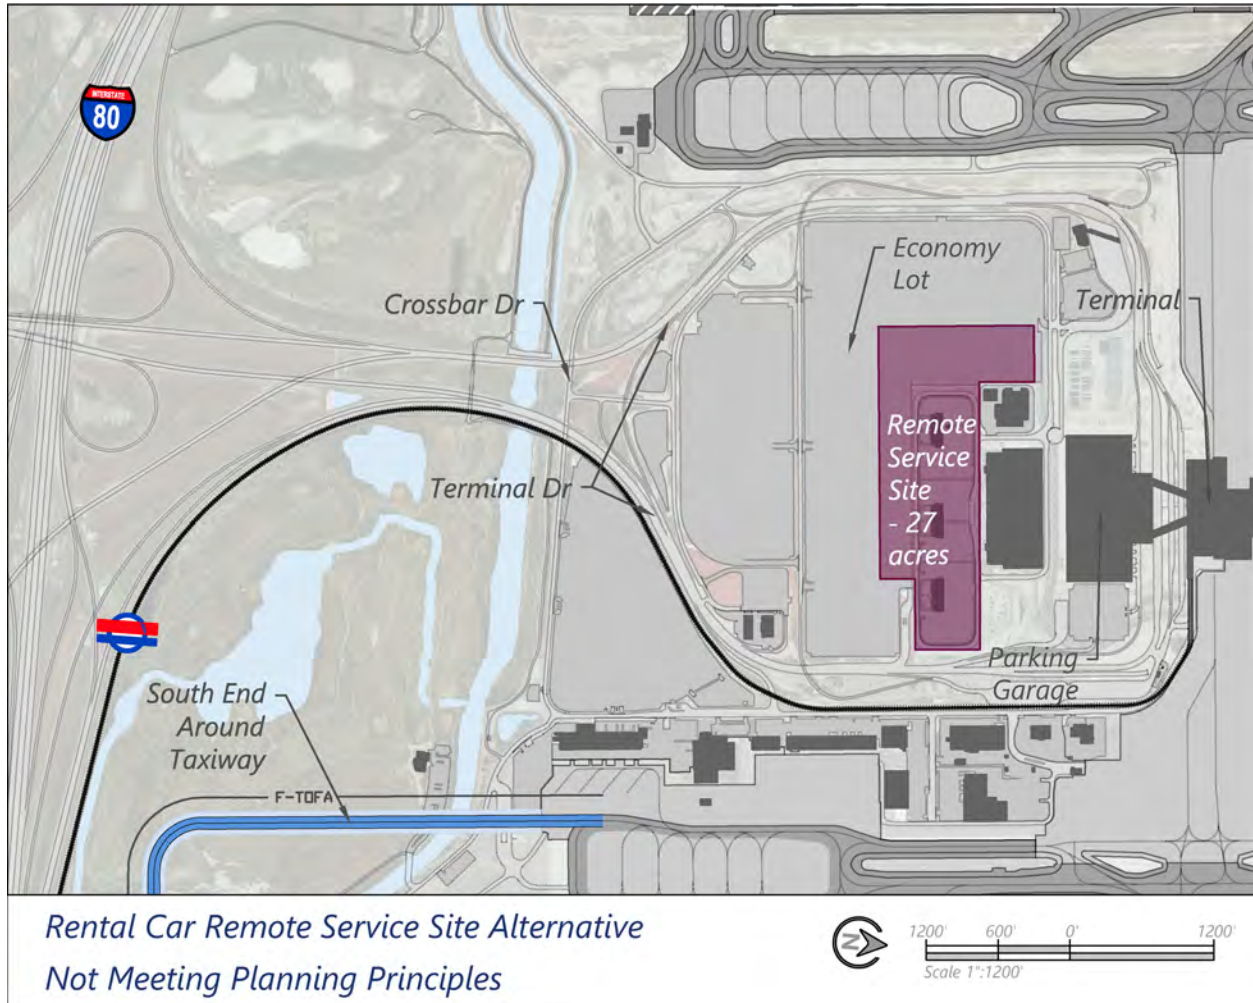 INTERSTATE
80
Economy
Lot
Crossbar Dr
Terminal
Remote
Service
Site
- 27
acres
Terminal Dr
Parking
Garage
South End
Around
Taxiway
F-TOFA
Rental Car Remote Service Site Alternative
Not Meeting Planning Principles
N
1200' 600' 0' 1200'
Scale 1":1200'